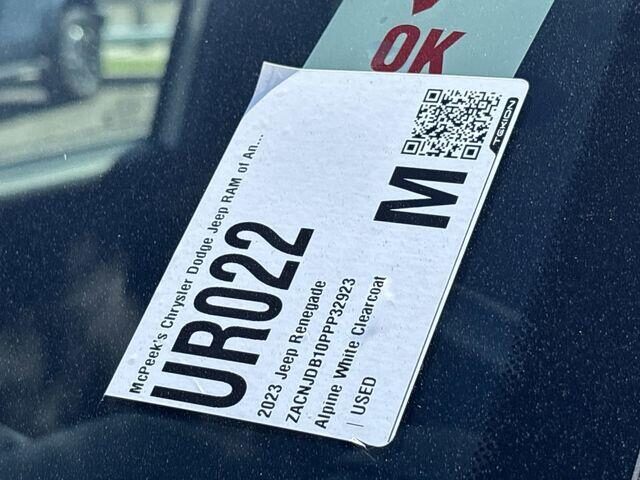 OK
McPeek's Chrysler Dodge Jeep RAM of An...
UR022
2023 Jeep Renegade
ZACNJDB10PPP32923
Alpine White Clearcoat
| USED
M
TEKION